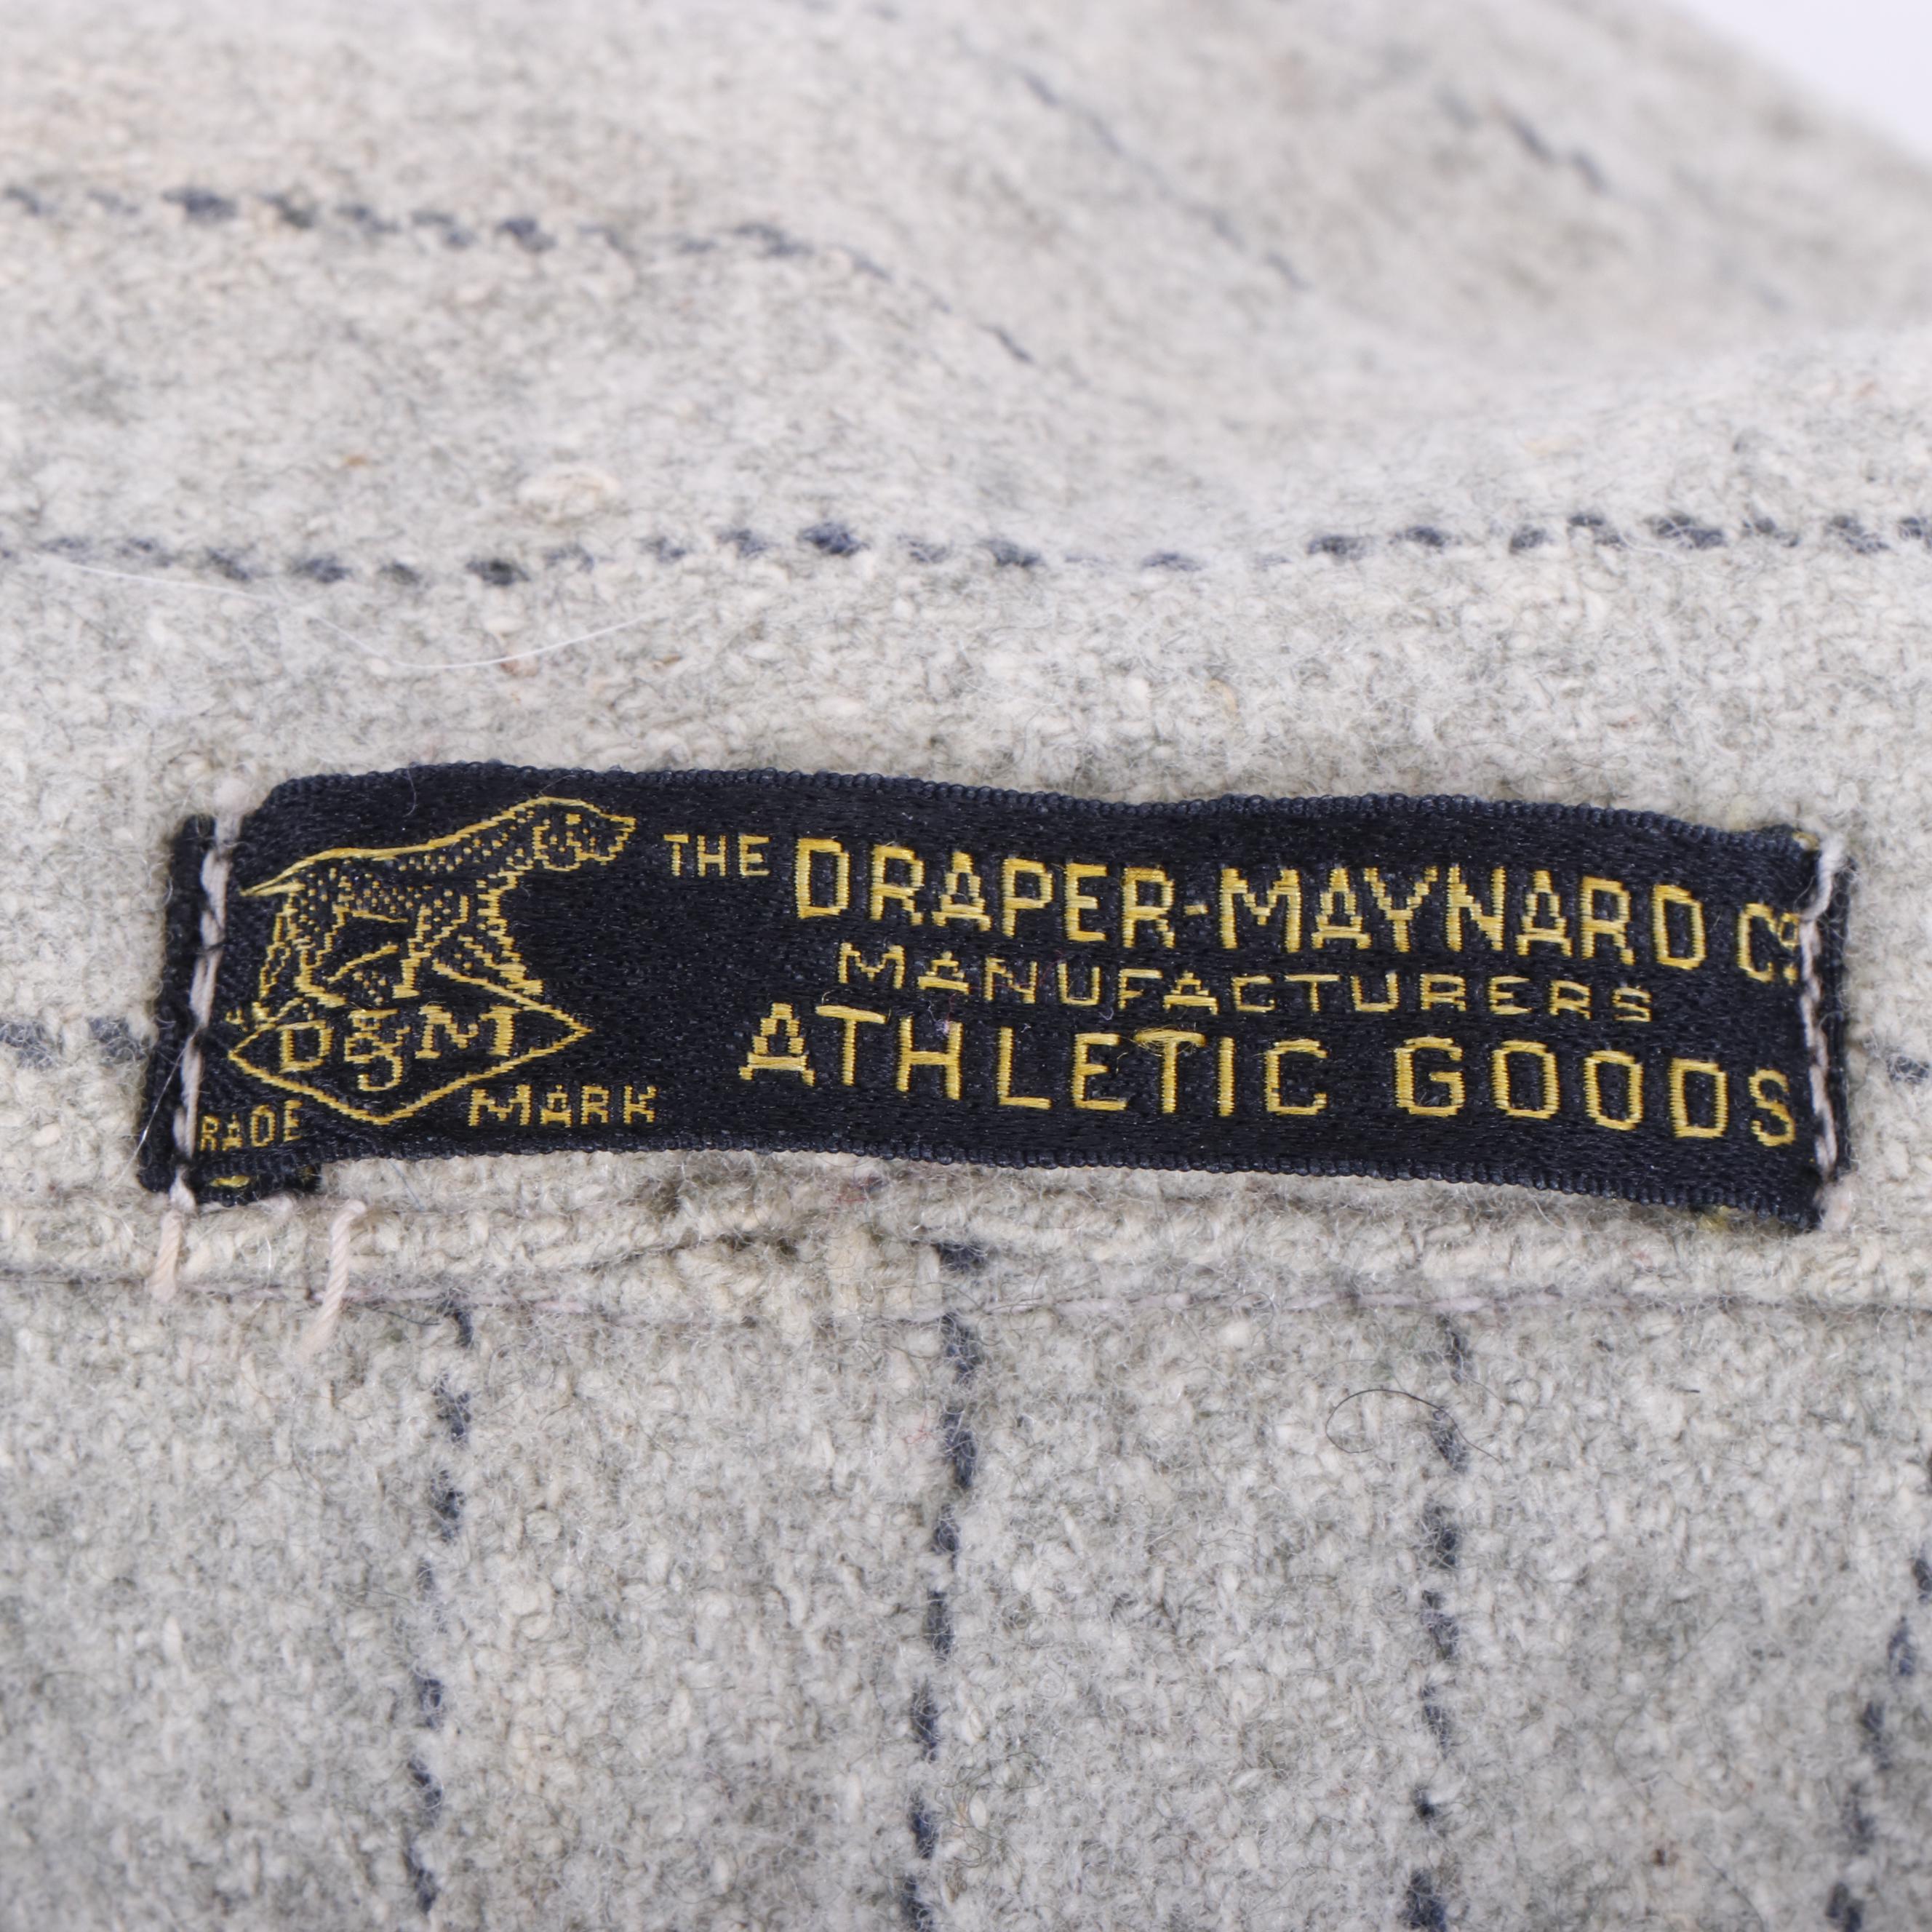 THE DRAPER-MAYNARD Co.
MANUFACTURERS
ATHLETIC GOODS
D&M
RADE MARK